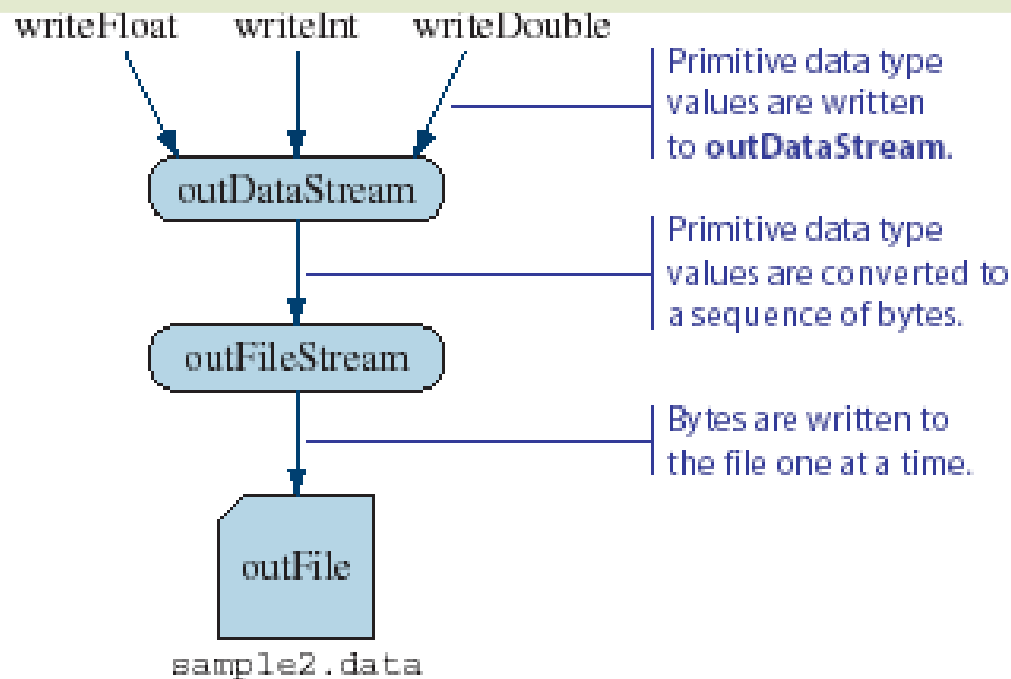 writeFloat writeInt writeDouble
Primitive data type
values are written
to outDataStream.
outDataStream
Primitive data type
values are converted to
a sequence of bytes.
outFileStream
Bytes are written to
the file one at a time.
outFile
sample2.data